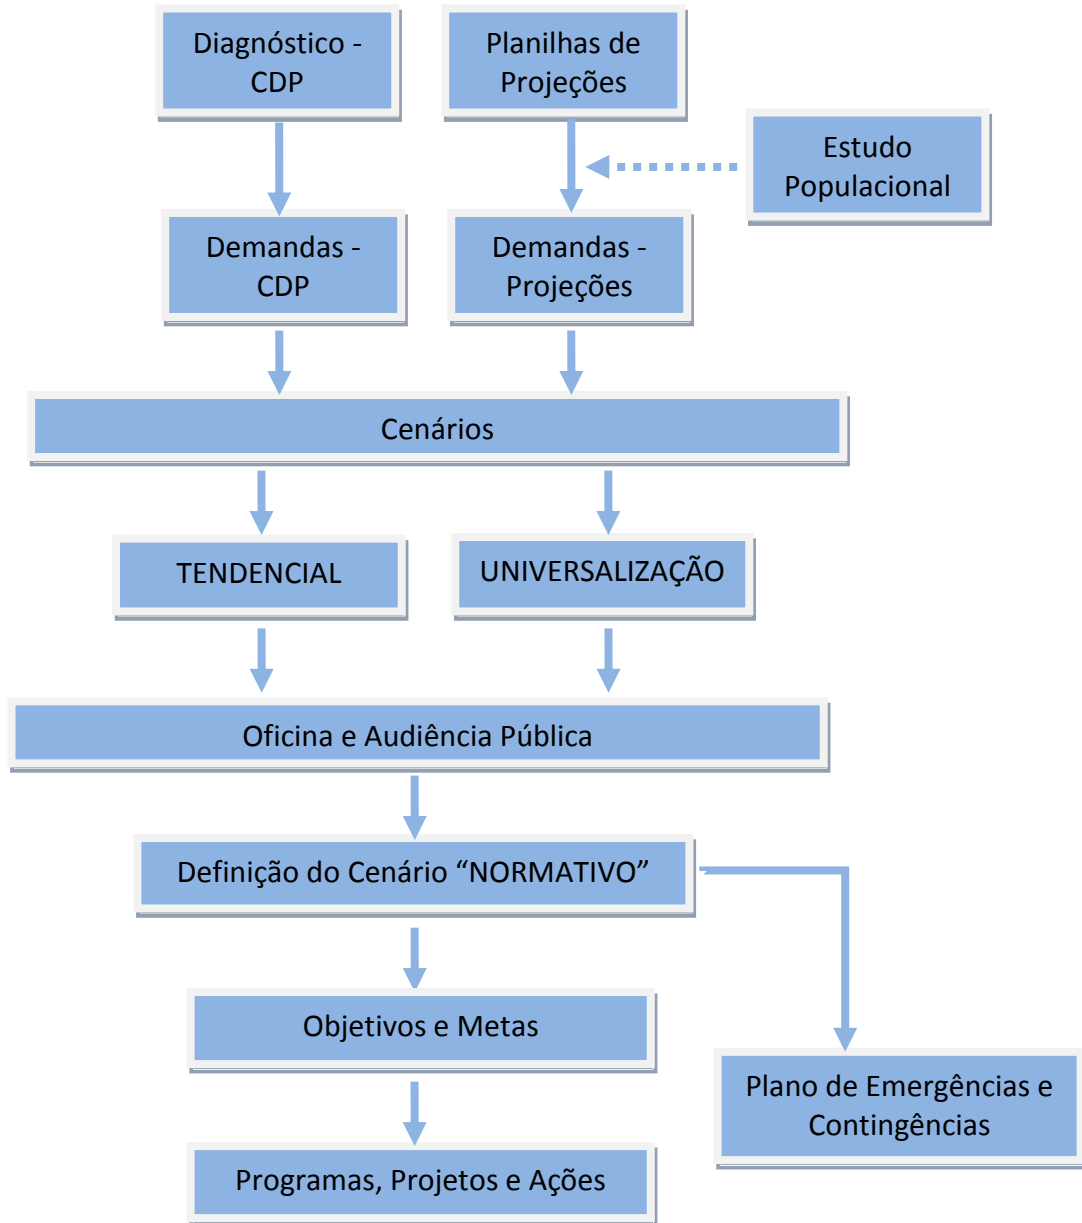 Diagnóstico -
CDP
Planilhas de
Projeções
Estudo
Populacional
Demandas -
CDP
Demandas -
Projeções
Cenários
TENDENCIAL
UNIVERSALIZAÇÃO
Oficina e Audiência Pública
Definição do Cenário “NORMATIVO”
Objetivos e Metas
Plano de Emergências e
Contingências
Programas, Projetos e Ações